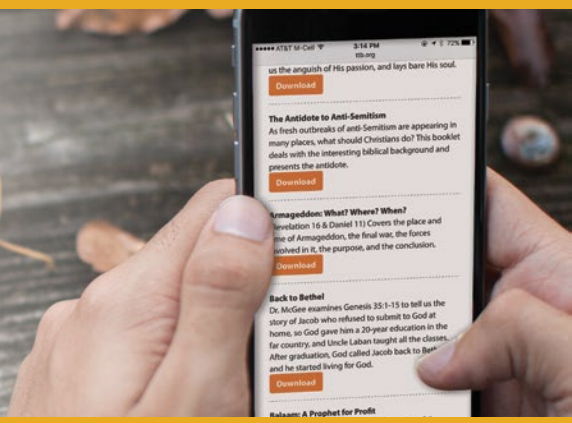 AT&T M-Cell 3:14 PM 72%
ttb.org
us the anguish of His passion, and lays bare His soul.
Download
The Antidote to Anti-Semitism
As fresh outbreaks of anti-Semitism are appearing in
many places, what should Christians do? This booklet
deals with the interesting biblical background and
presents the antidote.
Download
Armageddon: What? Where? When?
Revelation 16 & Daniel 11) Covers the place and
me of Armageddon, the final war, the forces
volved in it, the purpose, and the conclusion.
Download
Back to Bethel
Dr. McGee examines Genesis 35:1-15 to tell us the
story of Jacob who refused to submit to God at
home, so God gave him a 20-year education in the
far country, and Uncle Laban taught all the classes.
After graduation, God called Jacob back to Beth
and he started living for God.
Download
Balaam: A Prophet for Profit